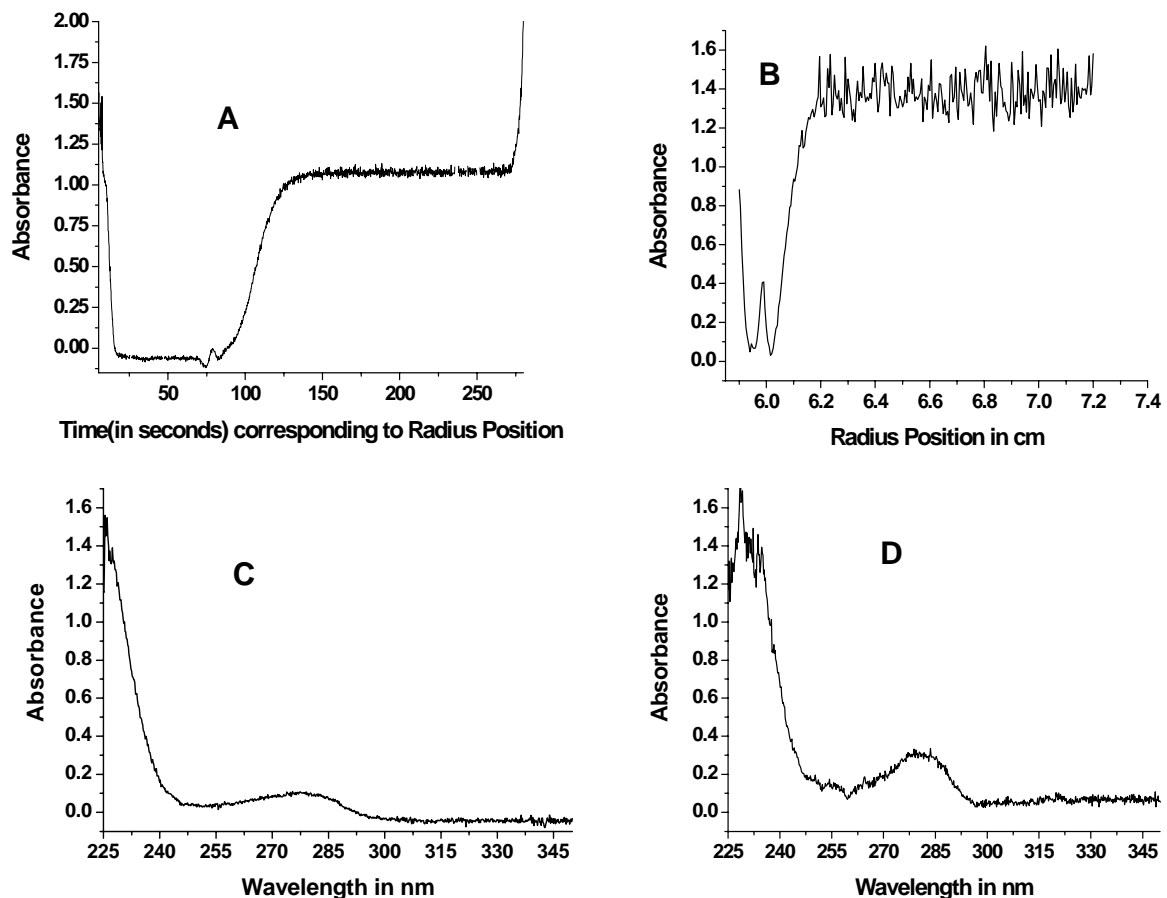 2.00
1.75
1.50
1.25
1.00
0.75
0.50
0.25
0.00
Absorbance
A
50 100 150 200 250
Time(in seconds) corresponding to Radius Position
1.6
1.4
1.2
1.0
0.8
0.6
0.4
0.2
0.0
Absorbance
B
6.0 6.2 6.4 6.6 6.8 7.0 7.2 7.4
Radius Position in cm
1.6
1.4
1.2
1.0
0.8
0.6
0.4
0.2
0.0
Absorbance
C
225 240 255 270 285 300 315 330 345
Wavelength in nm
1.6
1.4
1.2
1.0
0.8
0.6
0.4
0.2
0.0
Absorbance
D
225 240 255 270 285 300 315 330 345
Wavelength in nm